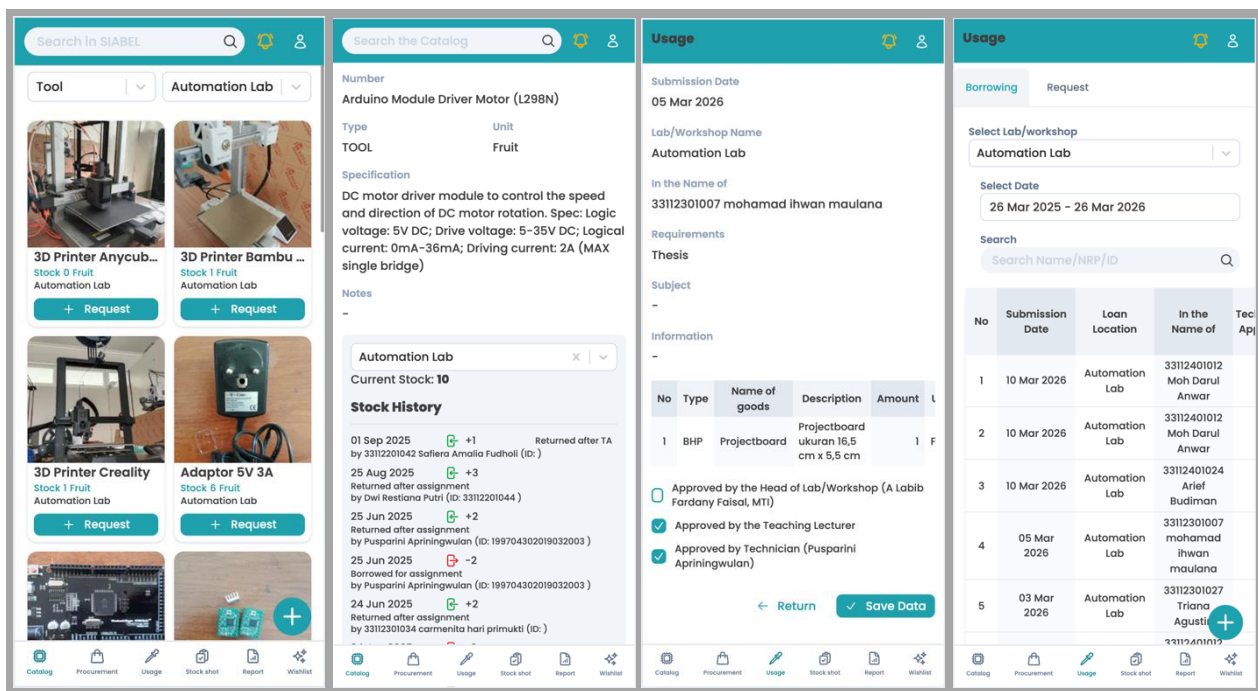 Search in SIABEL
Tool
Automation Lab
3D Printer Anycub...
Stock 0 Fruit
Automation Lab
+ Request
3D Printer Bambu ...
Stock 1 Fruit
Automation Lab
+ Request
3D Printer Creality
Stock 1 Fruit
Automation Lab
+ Request
Adaptor 5V 3A
Stock 6 Fruit
Automation Lab
+ Request
Catalog
Procurement
Usage
Stock shot
Report
Wishlist
Search the Catalog
Number
Arduino Module Driver Motor (L298N)
Type Unit
TOOL Fruit
Specification
DC motor driver module to control the speed
and direction of DC motor rotation. Spec: Logic
voltage: 5V DC; Drive voltage: 5-35V DC; Logical
current: 0mA-36mA; Driving current: 2A (MAX
single bridge)
Notes
-
Automation Lab
Current Stock: 10
Stock History
01 Sep 2025 +1 Returned after TA
by 33112201042 Safiera Amalia Fudholi (ID: )
25 Aug 2025 +3
Returned after assignment
by Dwi Restiana Putri (ID: 33112201044 )
25 Jun 2025 +2
Returned after assignment
by Pusparini Apriningwulan (ID: 199704302019032003 )
25 Jun 2025 -2
Borrowed for assignment
by Pusparini Apriningwulan (ID: 199704302019032003 )
24 Jun 2025 +2
Returned after assignment
by 33112301034 carmenita hari primukti (ID: )
Catalog
Procurement
Usage
Stock shot
Report
Wishlist
Usage
Submission Date
05 Mar 2026
Lab/Workshop Name
Automation Lab
In the Name of
33112301007 mohamad ihwan maulana
Requirements
Thesis
Subject
-
Information
-
No Type Name of goods Description Amount U
1 BHP Projectboard Projectboard ukuran 16,5 cm x 5,5 cm 1 F
Approved by the Head of Lab/Workshop (A Labib
Fardany Faisal, MTI)
Approved by the Teaching Lecturer
Approved by Technician (Pusparini
Apriningwulan)
← Return
Save Data
Catalog
Procurement
Usage
Stock shot
Report
Wishlist
Usage
Borrowing Request
Select Lab/workshop
Automation Lab
Select Date
26 Mar 2025 - 26 Mar 2026
Search
Search Name/NRP/ID
No Submission Date Loan Location In the Name of Tec App
1 10 Mar 2026 Automation Lab 33112401012 Moh Darul Anwar
2 10 Mar 2026 Automation Lab 33112401012 Moh Darul Anwar
3 10 Mar 2026 Automation Lab 33112401024 Arief Budiman
4 05 Mar 2026 Automation Lab 33112301007 mohamad ihwan maulana
5 03 Mar 2026 Automation Lab 33112301027 Triana Agusti
33112401012
Catalog
Procurement
Usage
Stock shot
Report
Wishlist